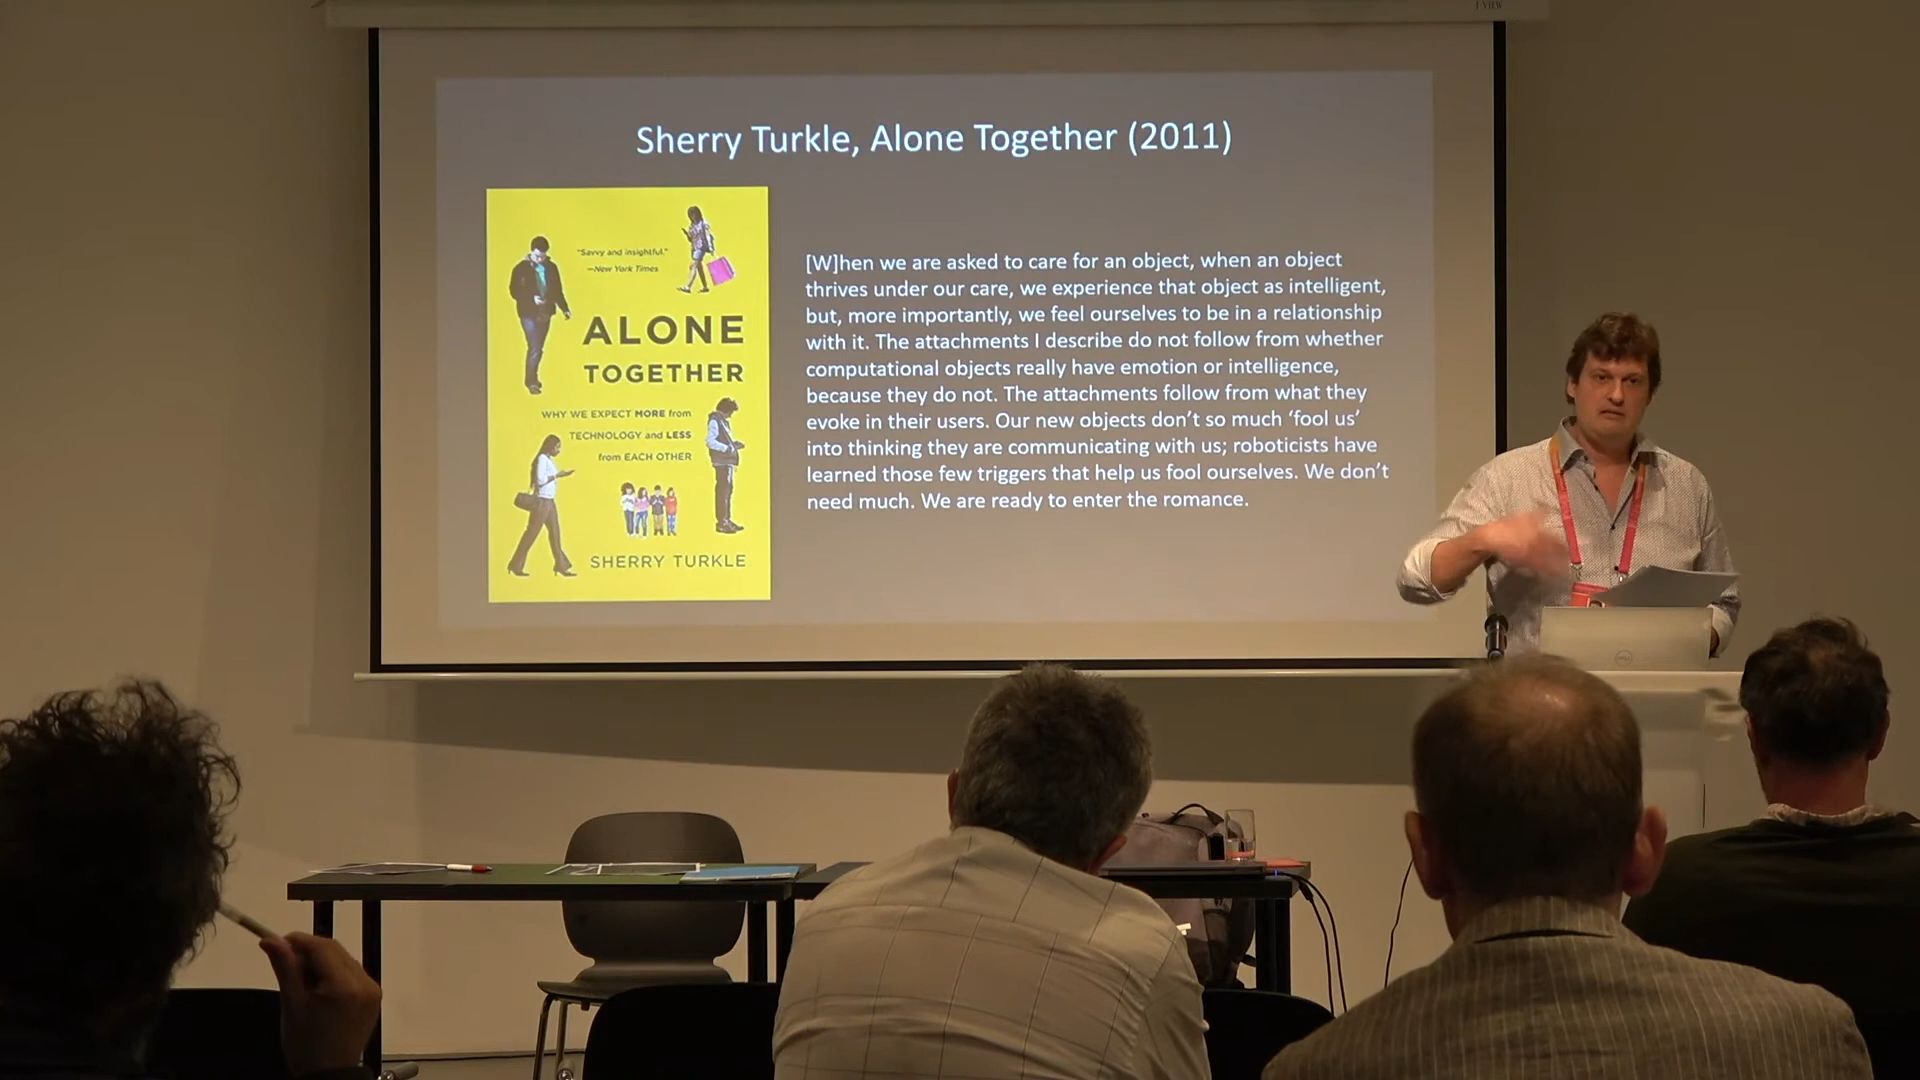 Sherry Turkle, Alone Together (2011)
"Savvy and insightful."
—New York Times
ALONE
TOGETHER
WHY WE EXPECT MORE from
TECHNOLOGY and LESS
from EACH OTHER
SHERRY TURKLE
[W]hen we are asked to care for an object, when an object
thrives under our care, we experience that object as intelligent,
but, more importantly, we feel ourselves to be in a relationship
with it. The attachments I describe do not follow from whether
computational objects really have emotion or intelligence,
because they do not. The attachments follow from what they
evoke in their users. Our new objects don't so much ‘fool us’
into thinking they are communicating with us; roboticists have
learned those few triggers that help us fool ourselves. We don't
need much. We are ready to enter the romance.
DELL